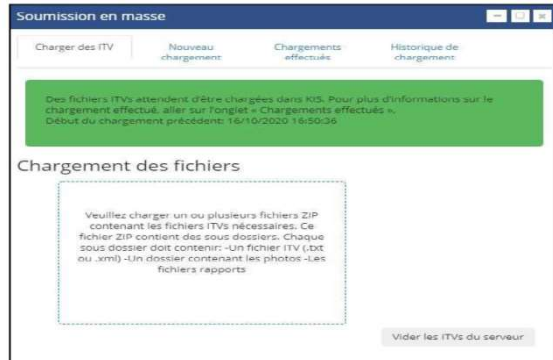 Soumission en masse
Charger des ITV
Nouveau chargement
Chargements effectués
Historique de chargement
Des fichiers ITVs attendent d'être chargées dans KIS. Pour plus d'informations sur le
chargement effectué, aller sur l'onglet « Chargements effectués ».
Début du chargement précédent: 16/10/2020 16:50:36
Chargement des fichiers
Veuillez charger un ou plusieurs fichiers ZIP
contenant les fichiers ITVs nécessaires. Ce
fichier ZIP contient des sous dossiers. Chaque
sous dossier doit contenir: -Un fichier ITV (.txt
ou .xml) -Un dossier contenant les photos -Les
fichiers rapports
Vider les ITVs du serveur